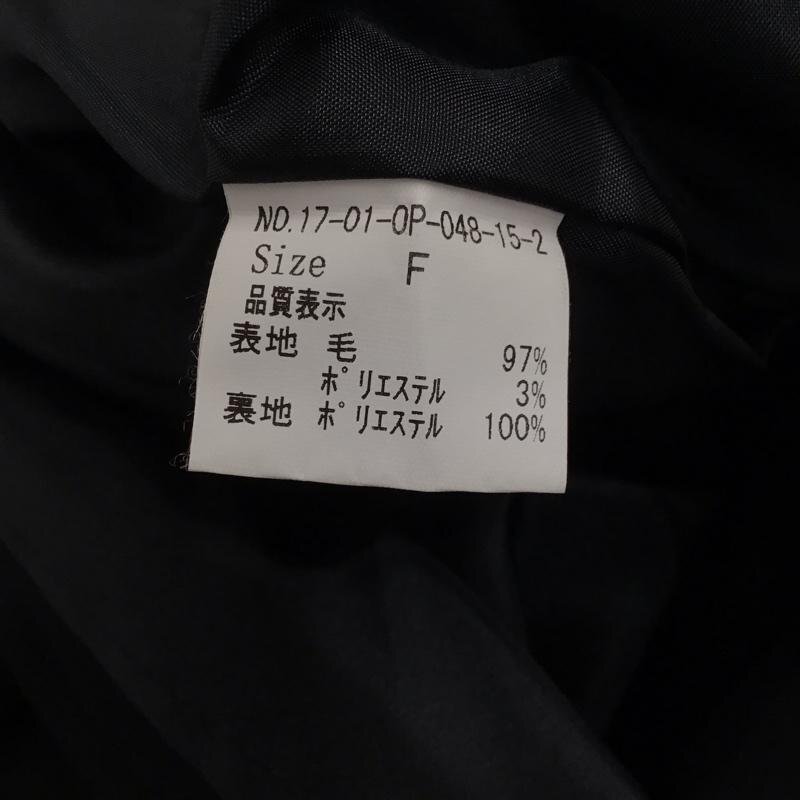 NO.17-01-OP-048-15-2
Size F
品質表示
表地 毛 97%
ポリエステル 3%
裏地 ポリエステル 100%